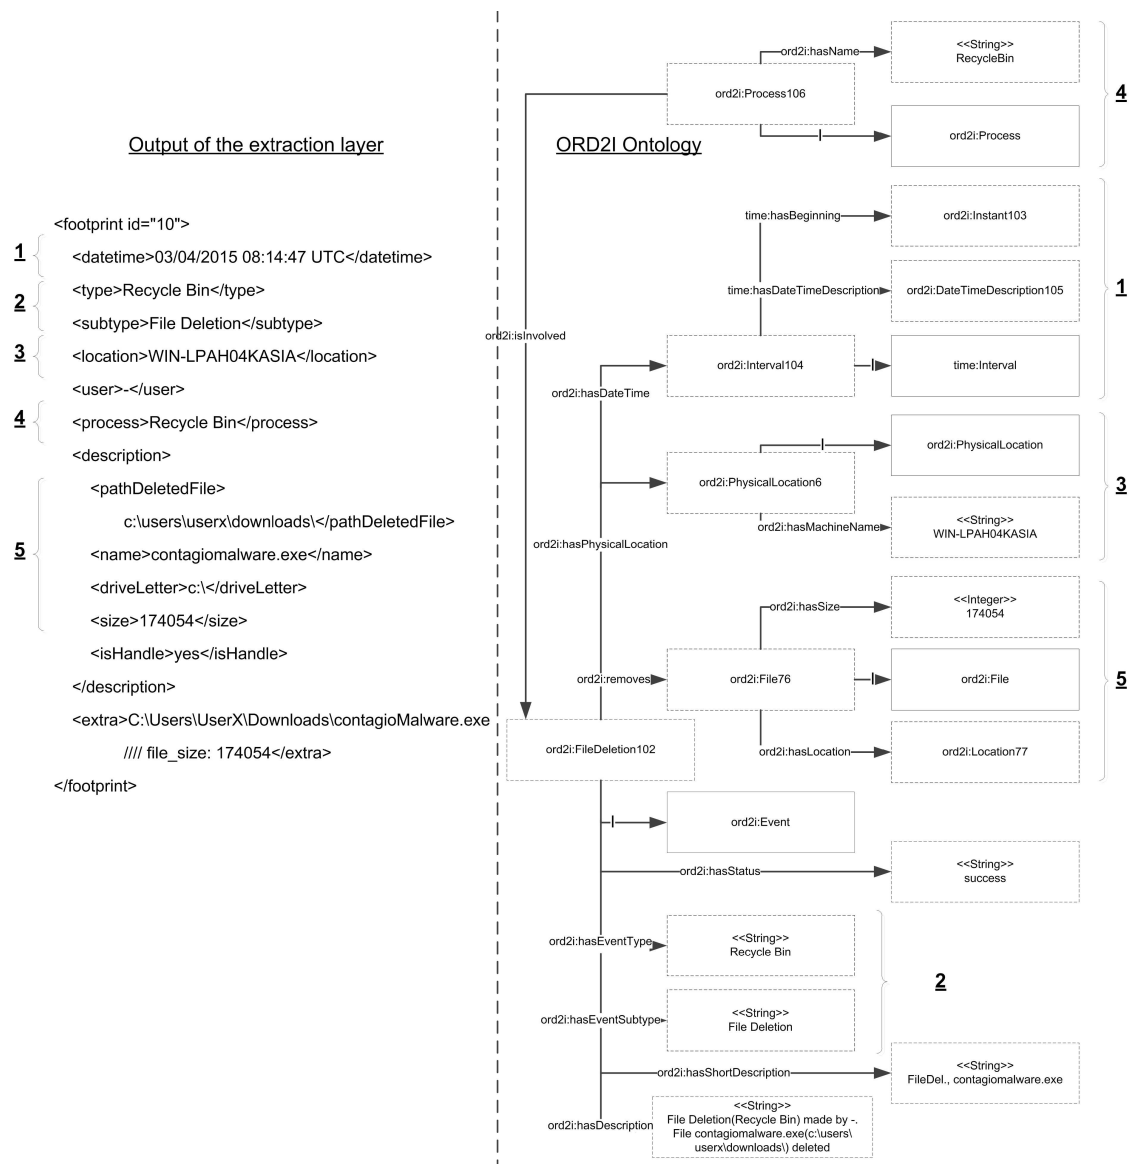 Output of the extraction layer
<footprint id="10">
1
<datetime>03/04/2015 08:14:47 UTC</datetime>
2
<type>Recycle Bin</type>
<subtype>File Deletion</subtype>
3
<location>WIN-LPAH04KASIA</location>
<user>-</user>
4
<process>Recycle Bin</process>
<description>
5
<pathDeletedFile>
c:\users\userx\downloads\</pathDeletedFile>
<name>contagiomalware.exe</name>
<driveLetter>c:\</driveLetter>
<size>174054</size>
<isHandle>yes</isHandle>
</description>
<extra>C:\Users\UserX\Downloads\contagioMalware.exe
//// file_size: 174054</extra>
</footprint>
ORD2I Ontology
ord2i:Process106
ord2i:hasName
<<String>>
RecycleBin
I
ord2i:Process
4
ord2i:isInvolved
time:hasBeginning
ord2i:Instant103
time:hasDateTimeDescription
ord2i:DateTimeDescription105
ord2i:Interval104
I
time:Interval
1
ord2i:hasDateTime
I
ord2i:PhysicalLocation
ord2i:PhysicalLocation6
ord2i:hasMachineName
<<String>>
WIN-LPAH04KASIA
3
ord2i:hasPhysicalLocation
ord2i:hasSize
<<Integer>>
174054
ord2i:removes
ord2i:File76
I
ord2i:File
ord2i:hasLocation
ord2i:Location77
5
ord2i:FileDeletion102
I
ord2i:Event
ord2i:hasStatus
<<String>>
success
ord2i:hasEventType
<<String>>
Recycle Bin
ord2i:hasEventSubtype
<<String>>
File Deletion
2
ord2i:hasShortDescription
<<String>>
FileDel., contagiomalware.exe
ord2i:hasDescription
<<String>>
File Deletion(Recycle Bin) made by -.
File contagiomalware.exe(c:\users\
userx\downloads\) deleted